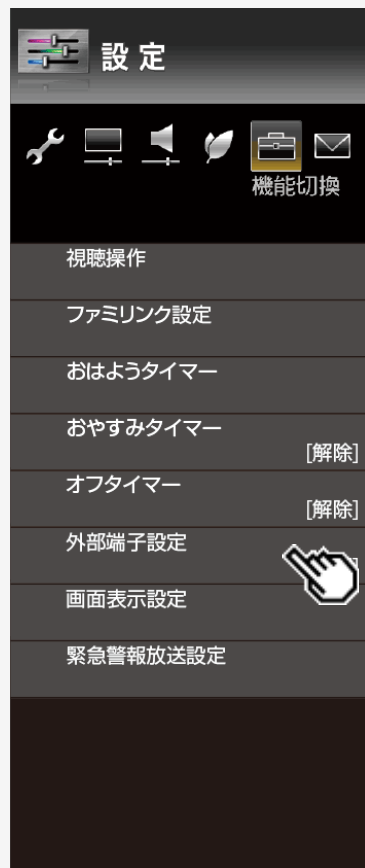 設定
機能切換
視聴操作
ファミリンク設定
おはようタイマー
おやすみタイマー
[解除]
オフタイマー
[解除]
外部端子設定
]
画面表示設定
緊急警報放送設定